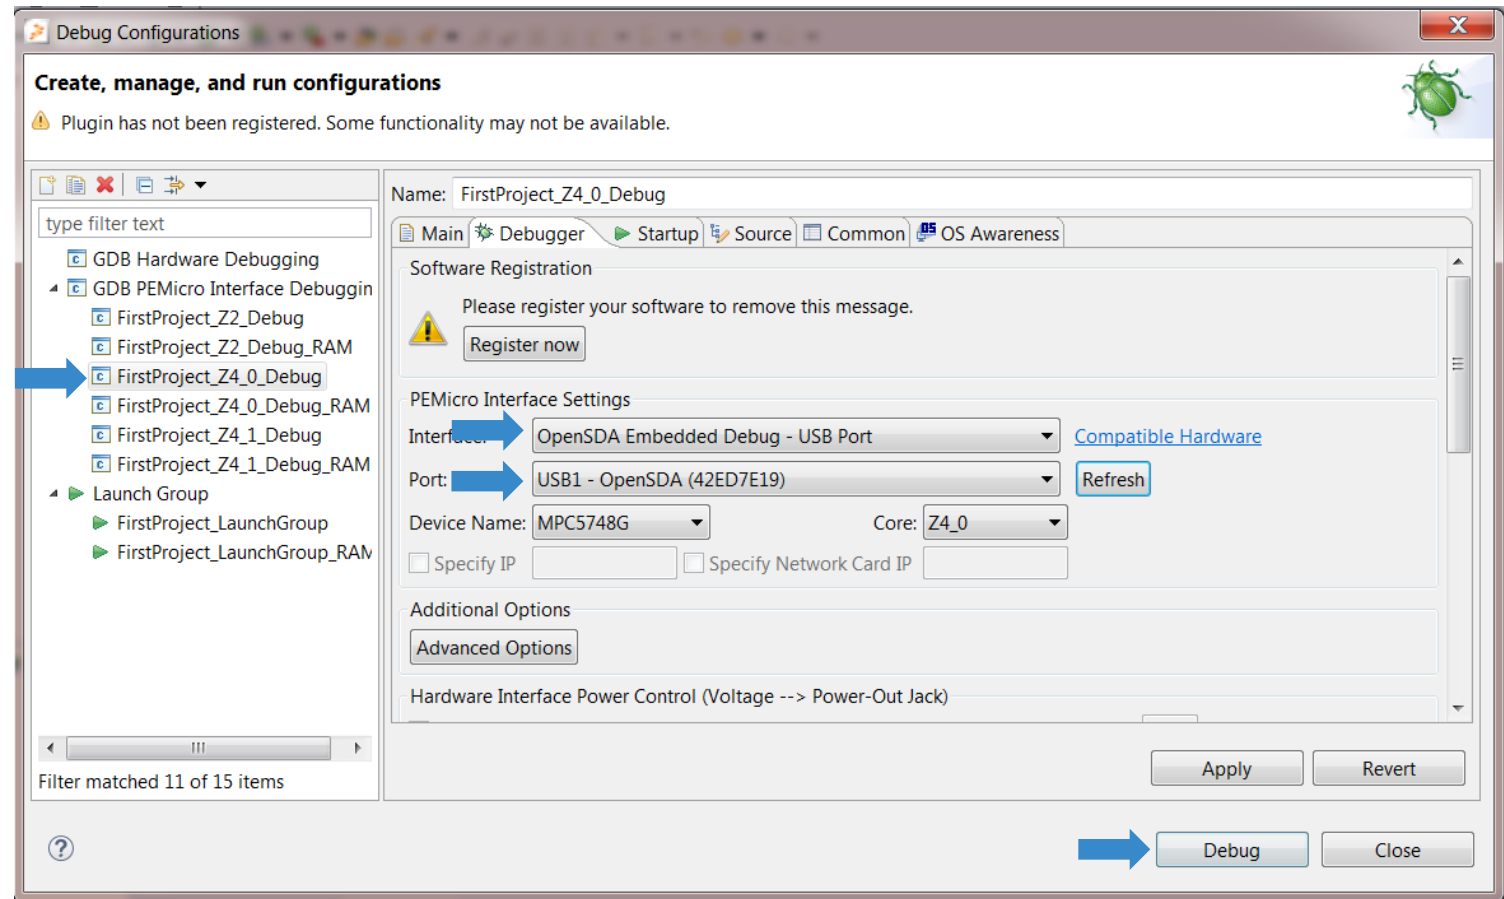 Debug Configurations
X
Create, manage, and run configurations
Plugin has not been registered. Some functionality may not be available.
type filter text
GDB Hardware Debugging
GDB PEMicro Interface Debuggin
FirstProject_Z2_Debug
FirstProject_Z2_Debug_RAM
FirstProject_Z4_0_Debug
FirstProject_Z4_0_Debug_RAM
FirstProject_Z4_1_Debug
FirstProject_Z4_1_Debug_RAM
Launch Group
FirstProject_LaunchGroup
FirstProject_LaunchGroup_RAM
Filter matched 11 of 15 items
Name: FirstProject_Z4_0_Debug
Main Debugger Startup Source Common OS Awareness
Software Registration
Please register your software to remove this message.
Register now
PEMicro Interface Settings
OpenSDA Embedded Debug - USB Port Compatible Hardware
Port: USB1 - OpenSDA (42ED7E19) Refresh
Device Name: MPC5748G Core: Z4_0
Specify IP Specify Network Card IP
Additional Options
Advanced Options
Hardware Interface Power Control (Voltage --> Power-Out Jack)
Apply Revert
? Debug Close